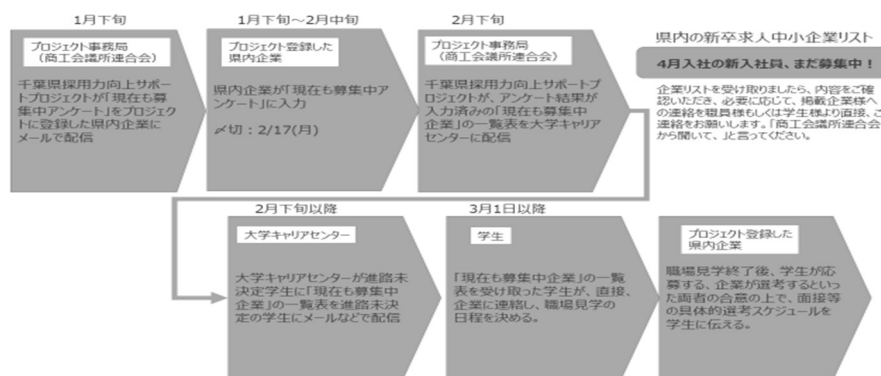 1月下旬
プロジェクト事務局
(商工会議所連合会)
千葉県採用力向上サポー
トプロジェクトが「現在も募
集中アンケート」をプロジェク
トに登録した県内企業に
メールで配信
1月下旬～2月中旬
プロジェクト登録した
県内企業
県内企業が「現在も募集中
アンケート」に入力
〆切：2/17(月)
2月下旬
プロジェクト事務局
(商工会議所連合会)
千葉県採用力向上サポートプ
ロジェクトが、アンケート結果が
入力済みの「現在も募集中
企業」の一覧表を大学キャリア
センターに配信
県内の新卒求人中小企業リスト
4月入社の新入社員、まだ募集中！
企業リストを受け取りましたら、内容をご確
認いただき、必要に応じて、掲載企業様へ
の連絡を職員様もしくは学生様より直接、ご
連絡をお願いします。「商工会議所連合会
から聞いて、」と言ってください。
2月下旬以降
大学キャリアセンター
大学キャリアセンターが進路未
決定学生に「現在も募集中
企業」の一覧表を進路未決
定の学生にメールなどで配信
3月1日以降
学生
「現在も募集中企業」の一覧
表を受け取った学生が、直接、
企業に連絡し、職場見学の
日程を決める。
プロジェクト登録した
県内企業
職場見学終了後、学生が応
募する、企業が選考するといっ
た両者の合意の上で、面接等
の具体的選考スケジュールを
学生に伝える。